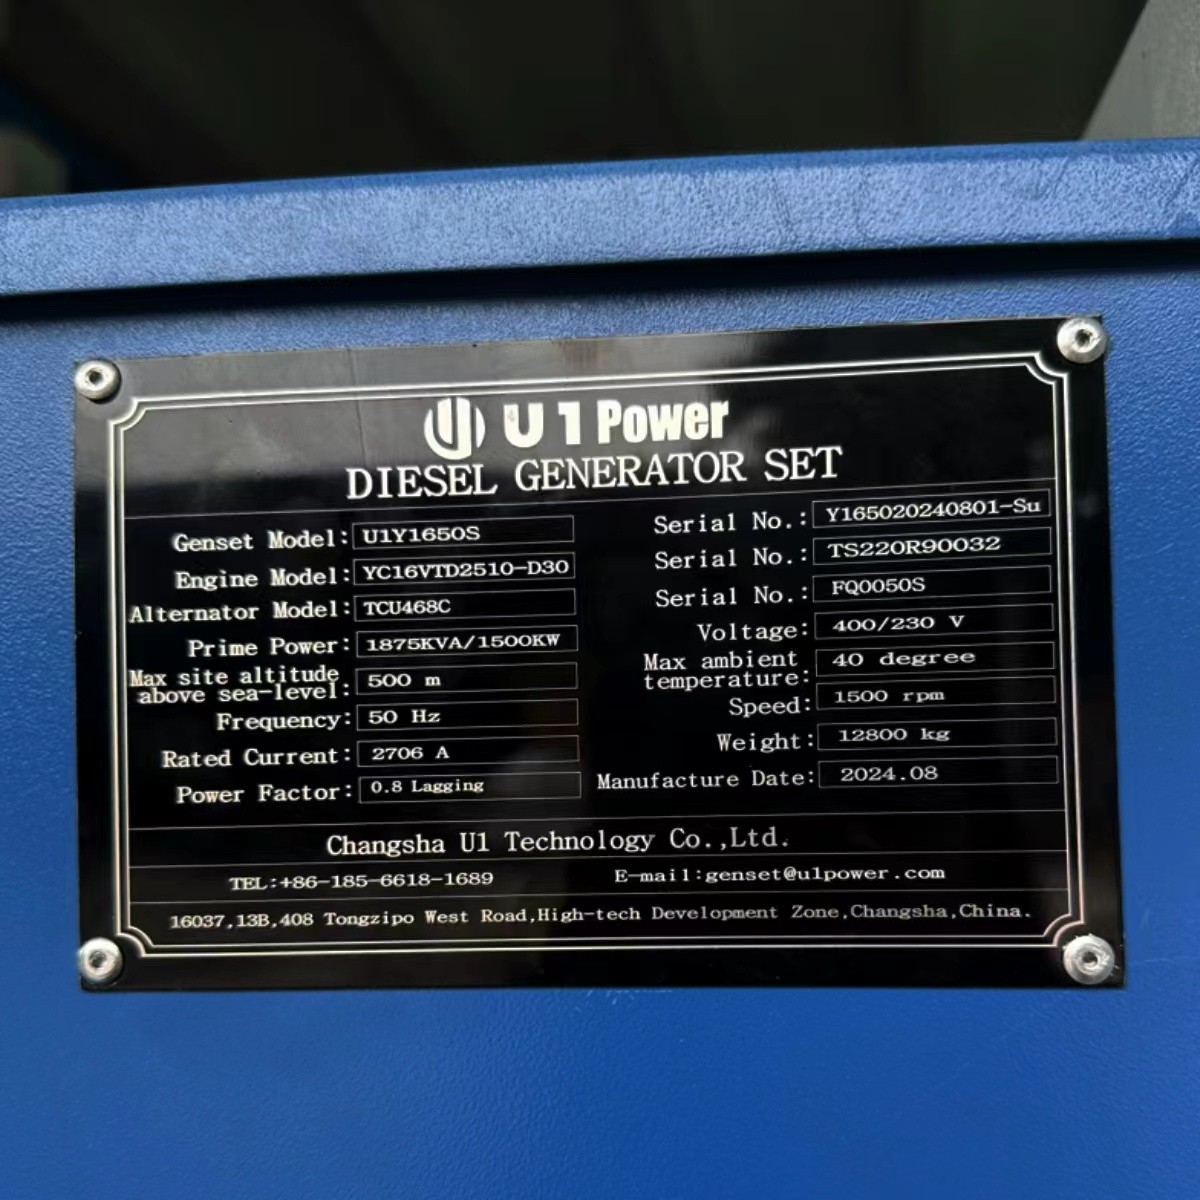 U1 Power
DIESEL GENERATOR SET
Genset Model: U1Y1650S Serial No.: Y165020240801-Su
Engine Model: YC16VTD2510-D30 Serial No.: TS220R90032
Alternator Model: TCU468C Serial No.: FQ0050S
Prime Power: 1875KVA/1500KW Voltage: 400/230 V
Max site altitude above sea-level: 500 m Max ambient temperature: 40 degree
Frequency: 50 Hz Speed: 1500 rpm
Rated Current: 2706 A Weight: 12800 kg
Power Factor: 0.8 Lagging Manufacture Date: 2024.08
Changsha U1 Technology Co.,Ltd.
TEL:+86-185-6618-1689 E-mail:genset@u1power.com
16037,13B,408 Tongzipo West Road,High-tech Development Zone,Changsha,China.